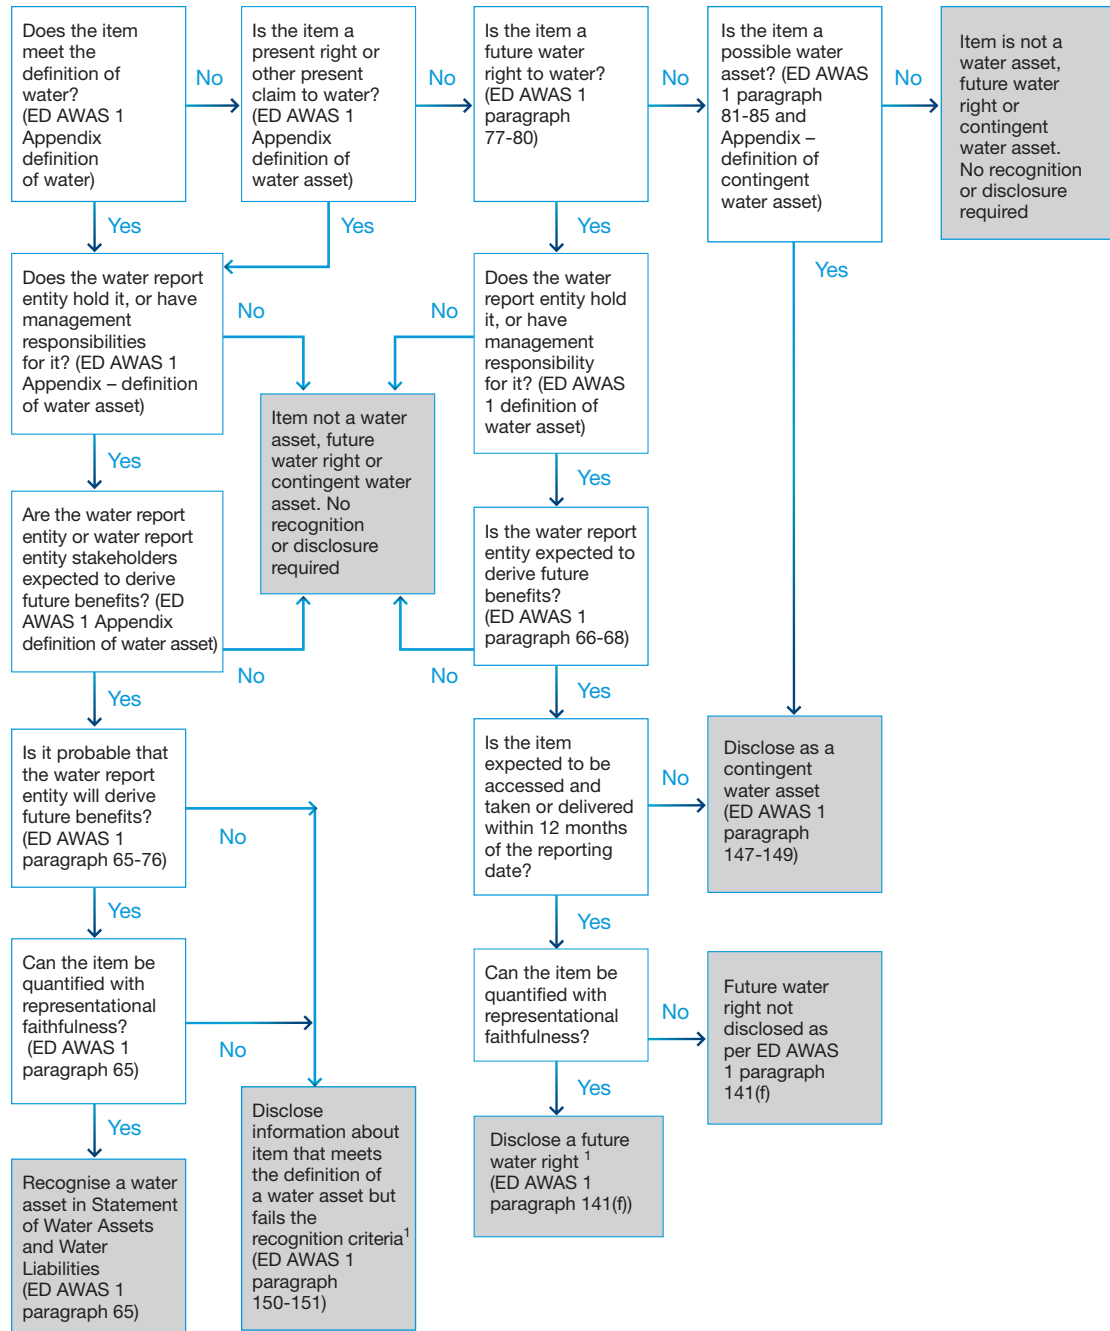 Does the item
meet the
definition of
water?
(ED AWAS 1
Appendix
definition
of water)
No
Is the item a
present right or
other present
claim to water?
(ED AWAS 1
Appendix
definition of
water asset)
No
Is the item a
future water
right to water?
(ED AWAS 1
paragraph
77-80)
No
Is the item a
possible water
asset? (ED AWAS
1 paragraph
81-85 and
Appendix –
definition of
contingent
water asset)
No
Item is not a
water asset,
future water
right or
contingent
water asset.
No recognition
or disclosure
required
Yes
Yes
Yes
Yes
Does the water report
entity hold it, or have
management
responsibilities
for it? (ED AWAS 1
Appendix – definition
of water asset)
No
No
Does the water
report entity hold
it, or have
management
responsibility
for it? (ED AWAS
1 definition of
water asset)
Item not a water
asset, future
water right or
contingent water
asset. No
recognition
or disclosure
required
Yes
Yes
Are the water report
entity or water report
entity stakeholders
expected to derive
future benefits? (ED
AWAS 1 Appendix
definition of water asset)
No
No
Is the water report
entity expected to
derive future
benefits?
(ED AWAS 1
paragraph 66-68)
Yes
Yes
Is it probable that
the water report
entity will derive
future benefits?
(ED AWAS 1
paragraph 65-76)
No
Is the item
expected to be
accessed and
taken or delivered
within 12 months
of the reporting
date?
No
Disclose as a
contingent
water asset
(ED AWAS 1
paragraph
147-149)
Yes
Yes
Can the item be
quantified with
representational
faithfulness?
(ED AWAS 1
paragraph 65)
No
Can the item be
quantified with
representational
faithfulness?
No
Future water
right not
disclosed as
per ED AWAS
1 paragraph
141(f)
Yes
Yes
Recognise a water
asset in Statement
of Water Assets
and Water
Liabilities
(ED AWAS 1
paragraph 65)
Disclose
information about
item that meets
the definition of
a water asset but
fails the
recognition criteria1
(ED AWAS 1
paragraph
150-151)
Disclose a future
water right 1
(ED AWAS 1
paragraph 141(f))